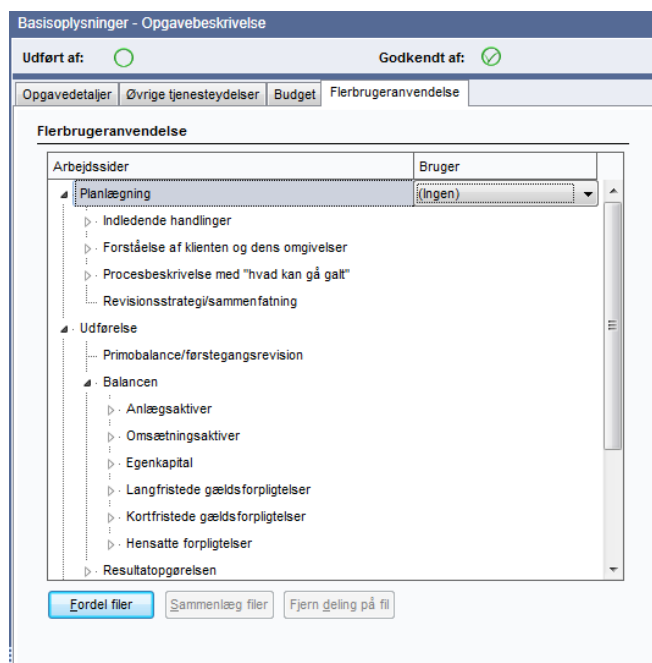 Basisoplysninger - Opgavebeskrivelse
Udført af: Godkendt af:
Opgavedetaljer Øvrige tjenesteydelser Budget Flerbrugeranvendelse
Flerbrugeranvendelse
Arbejdssider Bruger
Planlægning (Ingen)
Indledende handlinger
Forståelse af klienten og dens omgivelser
Procesbeskrivelse med "hvad kan gå galt"
Revisionsstrategi/sammenfatning
Udførelse
Primobalance/førstegangsrevision
Balancen
Anlægsaktiver
Omsætningsaktiver
Egenkapital
Langfristede gældsforpligtelser
Kortfristede gældsforpligtelser
Hensatte forpligtelser
Resultatopgørelsen
Fordel filer Sammenlæg filer Fjern deling på fil